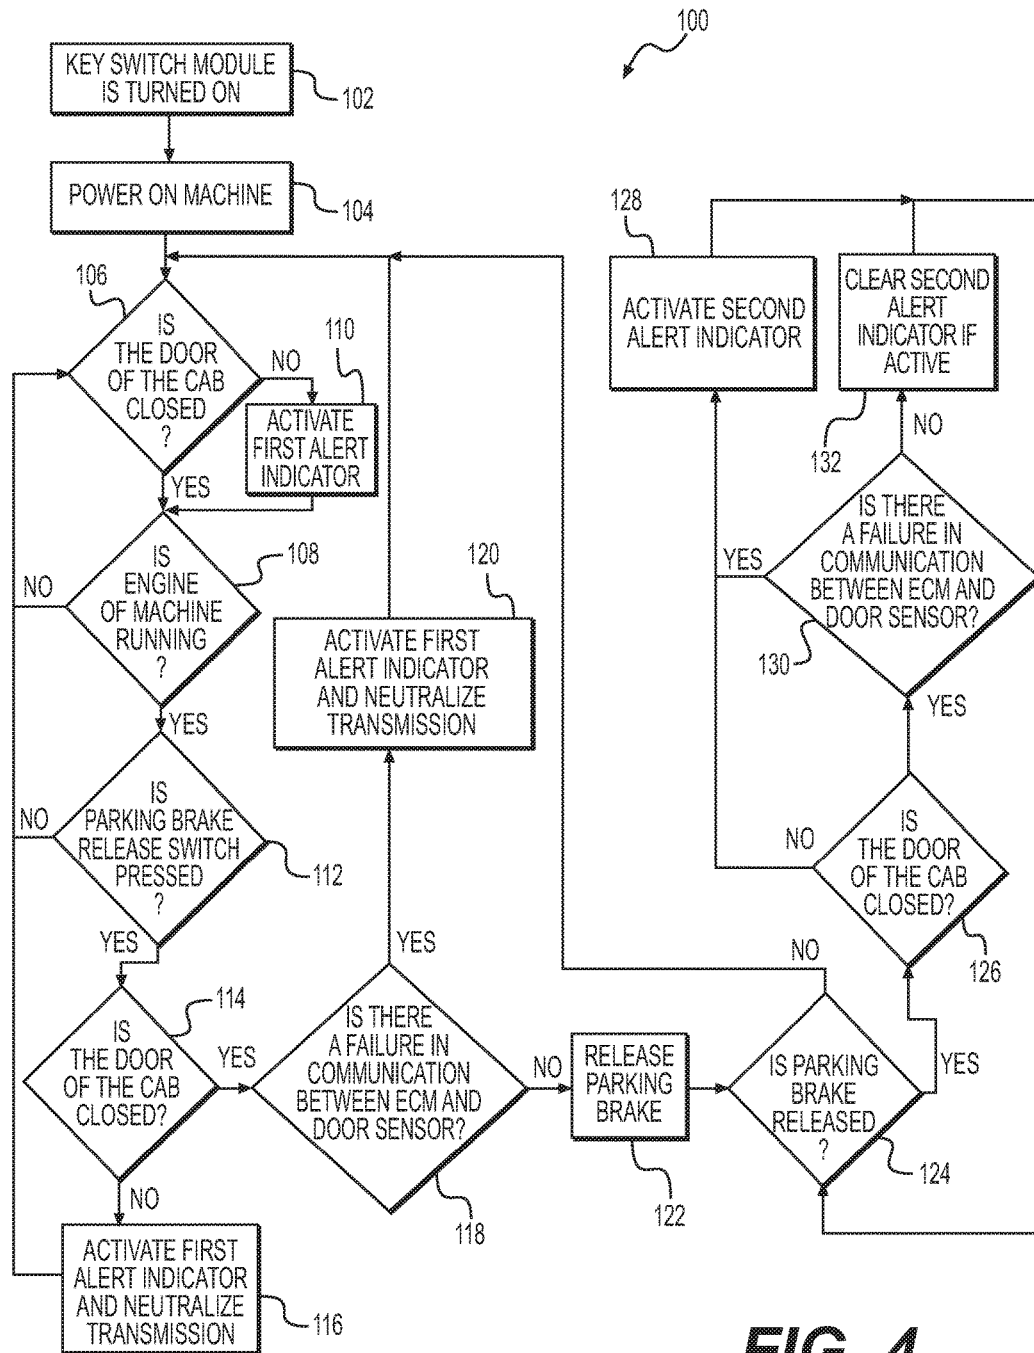 100
KEY SWITCH MODULE
IS TURNED ON
102
POWER ON MACHINE
104
106
IS
THE DOOR
OF THE CAB
CLOSED
?
NO
YES
110
ACTIVATE
FIRST ALERT
INDICATOR
IS
ENGINE
OF MACHINE
RUNNING
?
108
NO
YES
IS
PARKING BRAKE
RELEASE SWITCH
PRESSED
?
112
NO
YES
IS
THE DOOR
OF THE CAB
CLOSED?
114
YES
NO
ACTIVATE FIRST
ALERT INDICATOR
AND NEUTRALIZE
TRANSMISSION
116
IS THERE
A FAILURE IN
COMMUNICATION
BETWEEN ECM AND
DOOR SENSOR?
118
YES
NO
120
ACTIVATE FIRST
ALERT INDICATOR
AND NEUTRALIZE
TRANSMISSION
RELEASE
PARKING
BRAKE
122
IS PARKING
BRAKE
RELEASED
?
124
NO
YES
IS
THE DOOR
OF THE CAB
CLOSED?
126
NO
YES
IS THERE
A FAILURE IN
COMMUNICATION
BETWEEN ECM AND
DOOR SENSOR?
130
YES
NO
128
ACTIVATE SECOND
ALERT INDICATOR
CLEAR SECOND
ALERT
INDICATOR IF
ACTIVE
132
FIG. 4